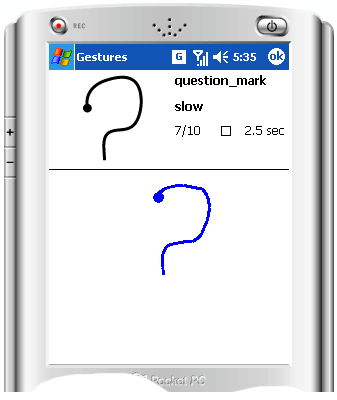 REC
Gestures G 5:35 ok
question_mark
slow
7/10 2.5 sec
+
−
Pocket PC